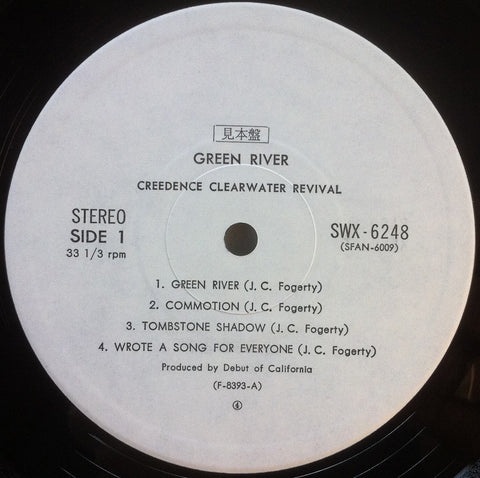 見本盤
GREEN RIVER
CREEDENCE CLEARWATER REVIVAL
STEREO
SIDE 1
33 1/3 rpm
SWX-6248
(SFAN-6009)
1. GREEN RIVER (J. C. Fogerty)
2. COMMOTION (J. C. Fogerty)
3. TOMBSTONE SHADOW (J. C. Fogerty)
4. WROTE A SONG FOR EVERYONE (J. C. Fogerty)
Produced by Debut of California
(F-8393-A)
④